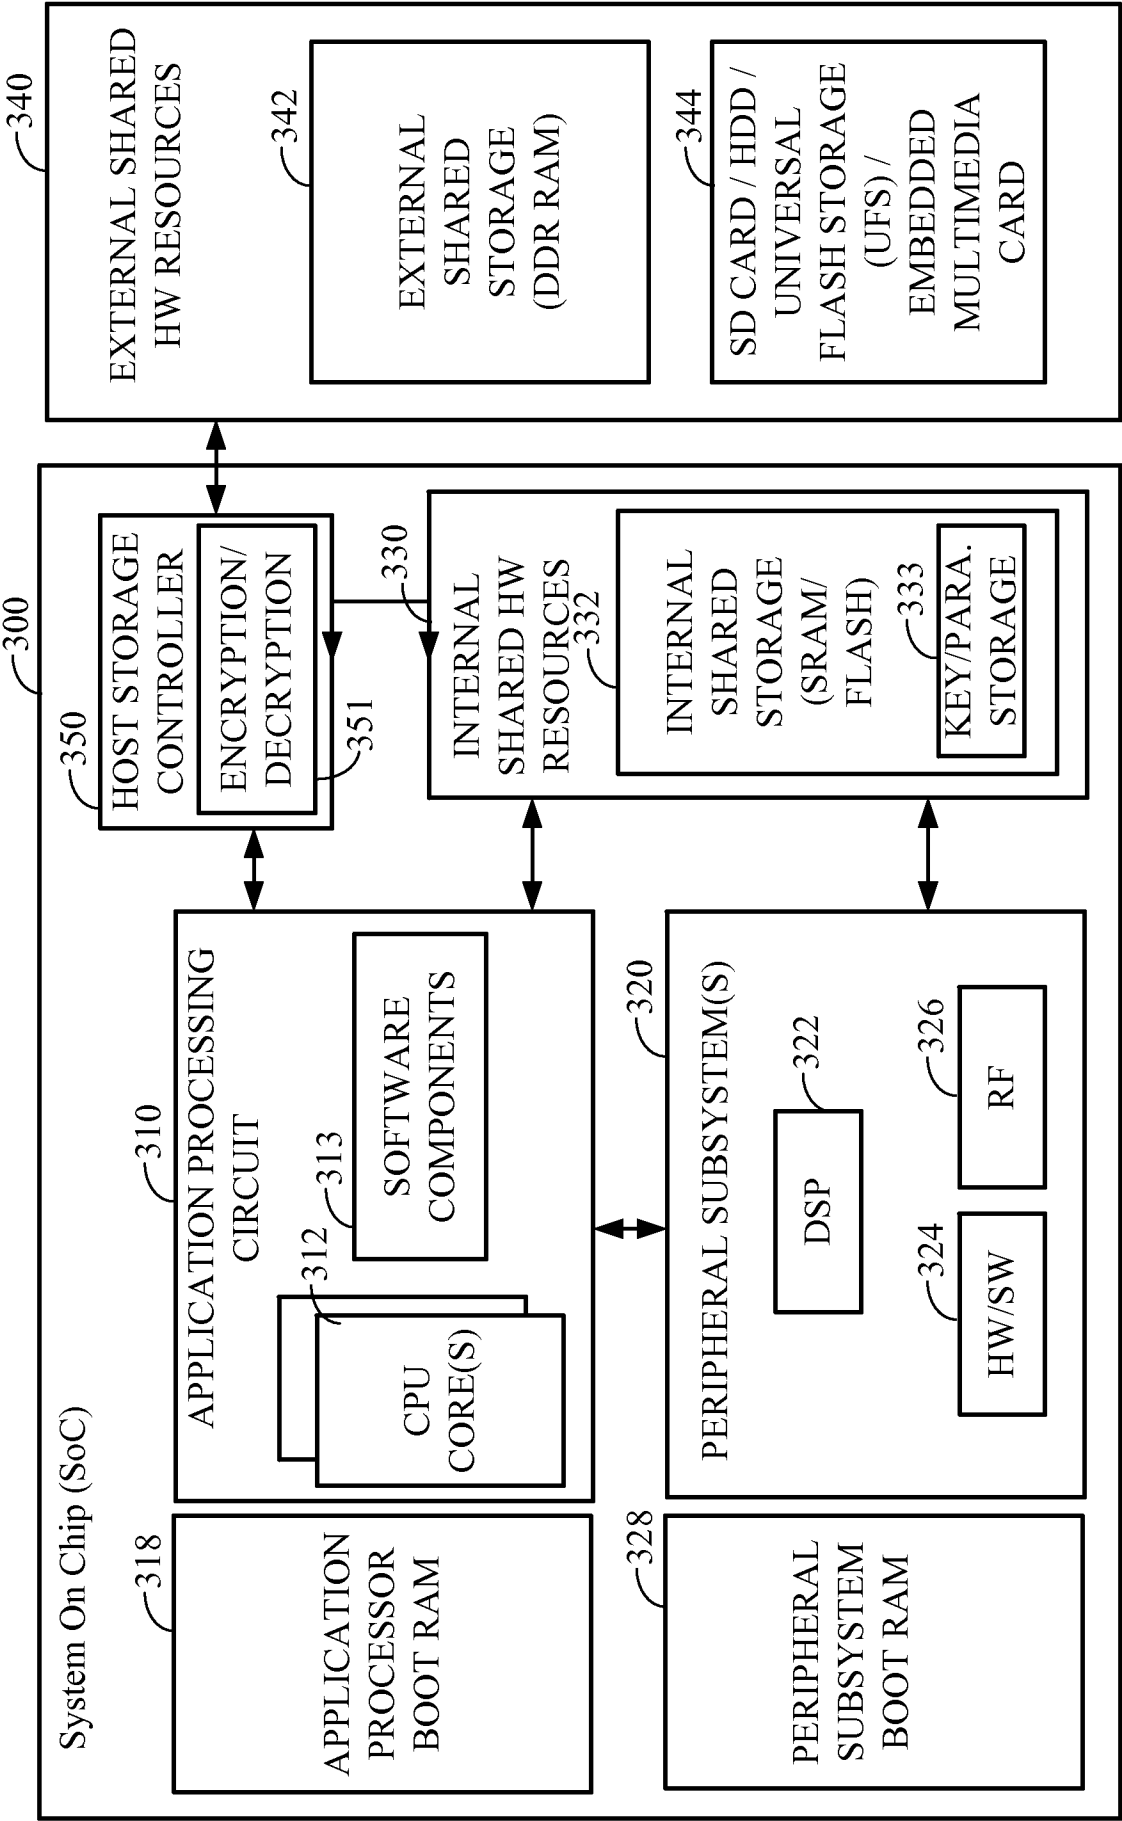 System On Chip (SoC)
300
318
APPLICATION
PROCESSOR
BOOT RAM
310
APPLICATION PROCESSING
CIRCUIT
312
CPU
CORE(S)
313
SOFTWARE
COMPONENTS
350
HOST STORAGE
CONTROLLER
ENCRYPTION/
DECRYPTION
351
340
EXTERNAL SHARED
HW RESOURCES
342
EXTERNAL
SHARED
STORAGE
(DDR RAM)
344
SD CARD / HDD /
UNIVERSAL
FLASH STORAGE
(UFS) /
EMBEDDED
MULTIMEDIA
CARD
330
INTERNAL
SHARED HW
RESOURCES
332
INTERNAL
SHARED
STORAGE
(SRAM/
FLASH)
333
KEY/PARA.
STORAGE
328
PERIPHERAL
SUBSYSTEM
BOOT RAM
320
PERIPHERAL SUBSYSTEM(S)
322
DSP
324
HW/SW
326
RF